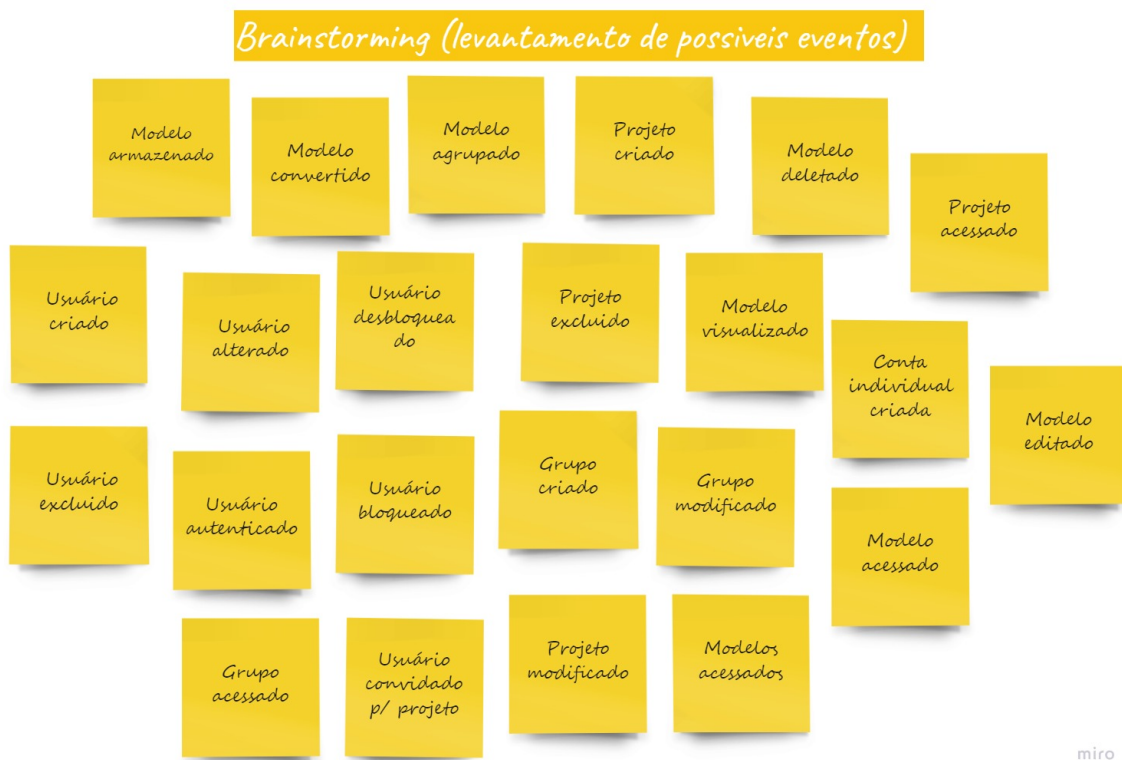 Brainstorming (levantamento de possiveis eventos)
Modelo
armazenado
Modelo
convertido
Modelo
agrupado
Projeto
criado
Modelo
deletado
Projeto
acessado
Usuário
criado
Usuário
alterado
Usuário
desbloquea
do
Projeto
excluido
Modelo
visualizado
Conta
individual
criada
Modelo
editado
Usuário
excluido
Usuário
autenticado
Usuário
bloqueado
Grupo
criado
Grupo
modificado
Modelo
acessado
Grupo
acessado
Usuário
convidado
p/ projeto
Projeto
modificado
Modelos
acessados
miro